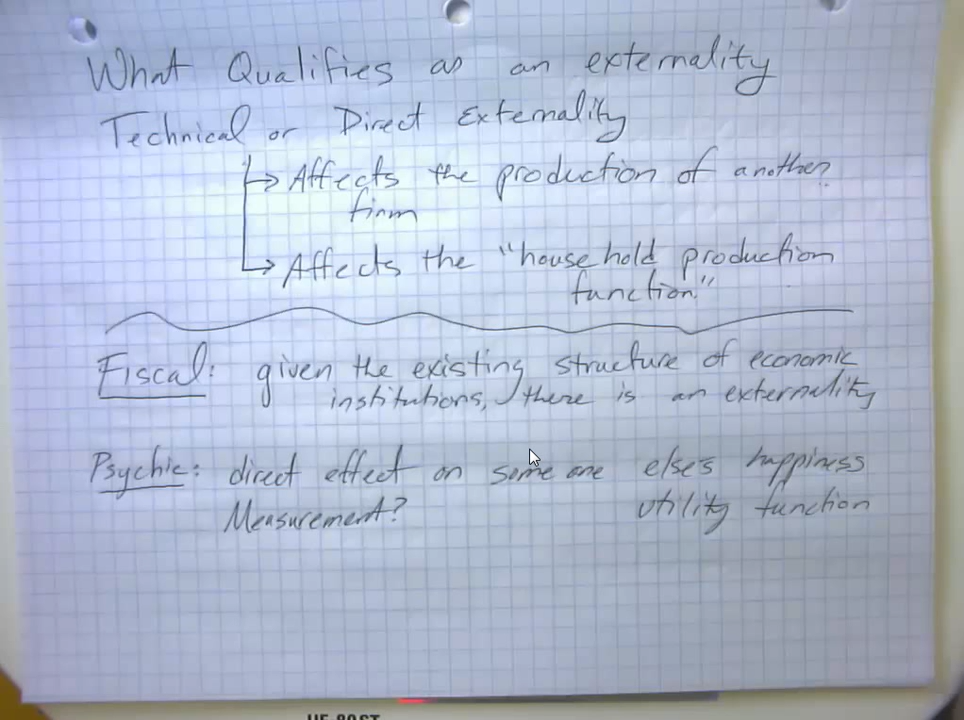 What Qualifies as an externality
Technical or Direct Externality
Affects the production of another
firm
Affects the "household production
function"
Fiscal: given the existing structure of economic
institutions, there is an externality
Psychic: direct effect on some one else's happiness
Measurement? utility function